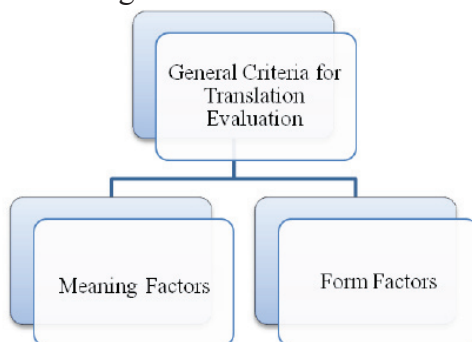 General Criteria for
Translation
Evaluation
Meaning Factors
Form Factors